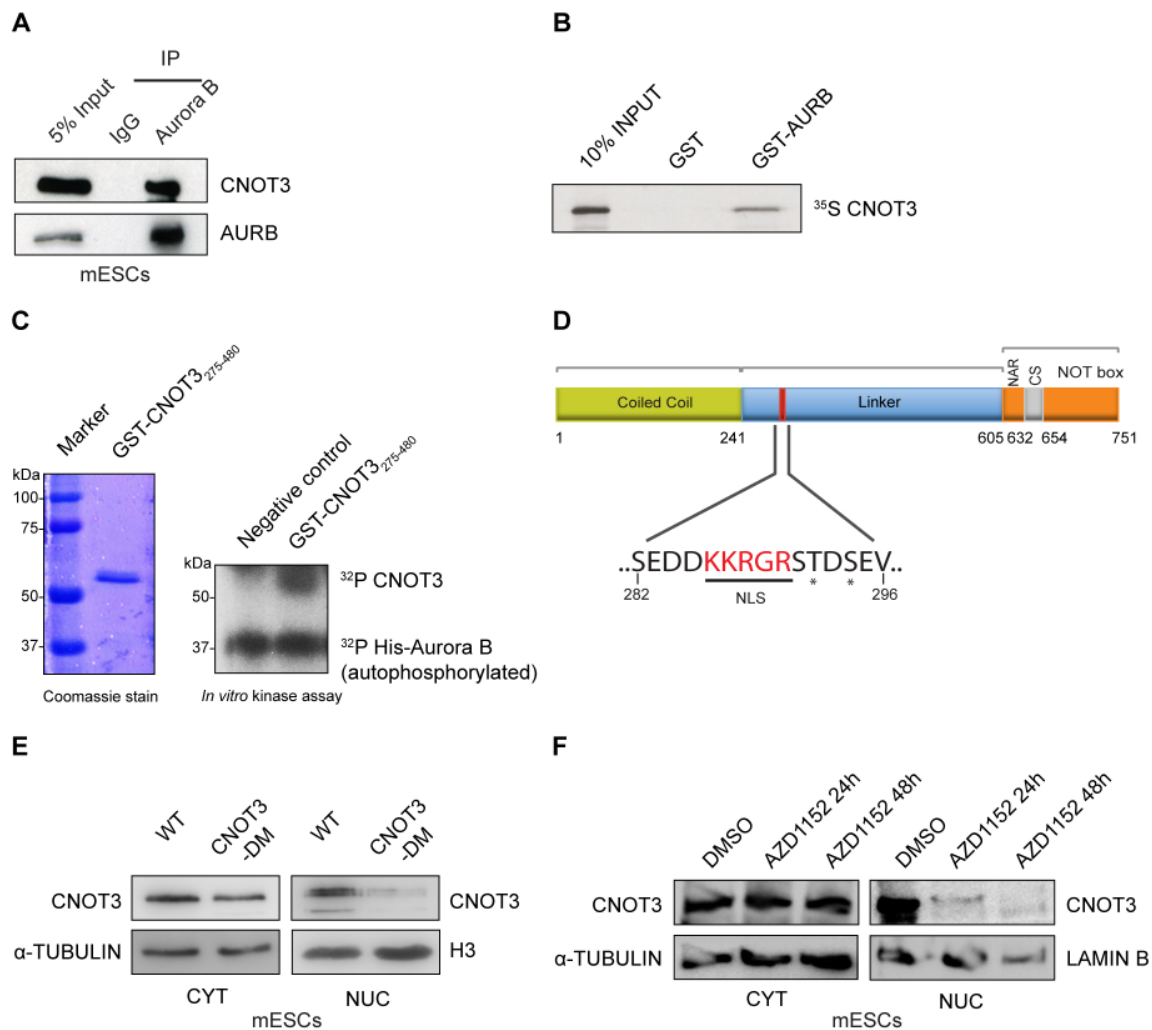 A
IP
5% Input
IgG
Aurora B
CNOT3
AURB
mESCs
B
10% INPUT
GST
GST-AURB
35S CNOT3
C
Marker
GST-CNOT3275-480
kDa
100
75
50
37
Coomassie stain
Negative control
GST-CNOT3275-480
kDa
50
37
32P CNOT3
32P His-Aurora B
(autophosphorylated)
In vitro kinase assay
D
NAR
CS
NOT box
Coiled Coil
Linker
1
241
605
632
654
751
..SEDDKKRGRSTDSEV..
* *
282
NLS
296
E
WT
CNOT3
-DM
WT
CNOT3
-DM
CNOT3
CNOT3
α-TUBULIN
H3
CYT
NUC
mESCs
F
DMSO
AZD1152 24h
AZD1152 48h
DMSO
AZD1152 24h
AZD1152 48h
CNOT3
CNOT3
α-TUBULIN
LAMIN B
CYT
NUC
mESCs